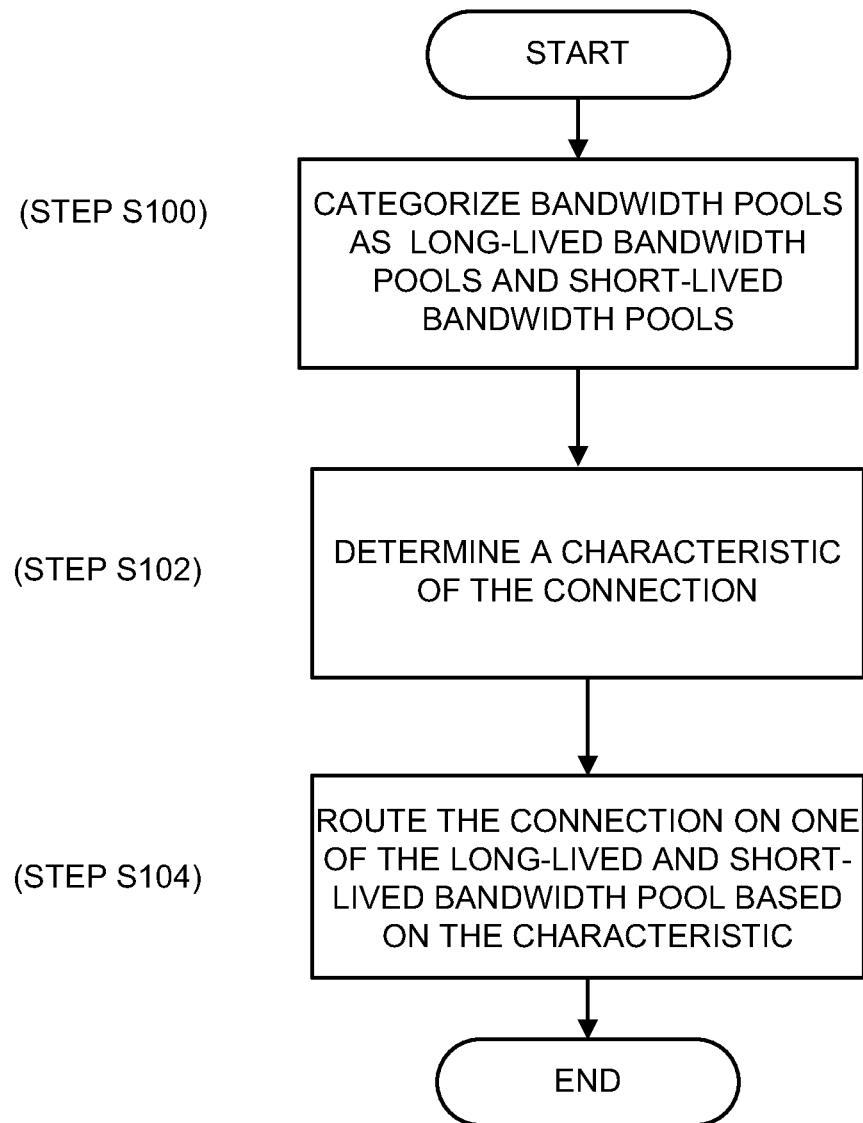 START
(STEP S100)
CATEGORIZE BANDWIDTH POOLS
AS LONG-LIVED BANDWIDTH
POOLS AND SHORT-LIVED
BANDWIDTH POOLS
(STEP S102)
DETERMINE A CHARACTERISTIC
OF THE CONNECTION
(STEP S104)
ROUTE THE CONNECTION ON ONE
OF THE LONG-LIVED AND SHORT-
LIVED BANDWIDTH POOL BASED
ON THE CHARACTERISTIC
END